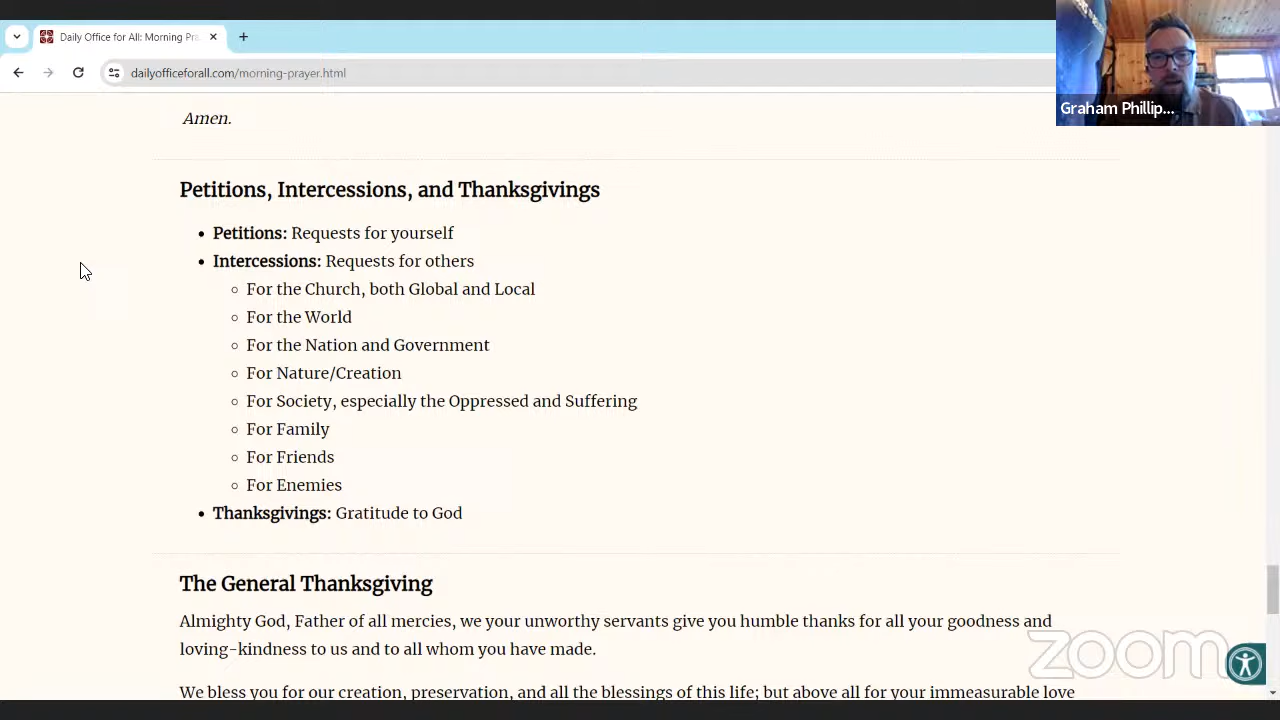 Daily Office for All: Morning Pra
dailyofficeforall.com/morning-prayer.html
Graham Phillip...
Amen.
Petitions, Intercessions, and Thanksgivings
• Petitions: Requests for yourself
• Intercessions: Requests for others
○ For the Church, both Global and Local
○ For the World
○ For the Nation and Government
○ For Nature/Creation
○ For Society, especially the Oppressed and Suffering
○ For Family
○ For Friends
○ For Enemies
• Thanksgivings: Gratitude to God
The General Thanksgiving
Almighty God, Father of all mercies, we your unworthy servants give you humble thanks for all your goodness and
loving-kindness to us and to all whom you have made.
We bless you for our creation, preservation, and all the blessings of this life; but above all for your immeasurable love
zoom